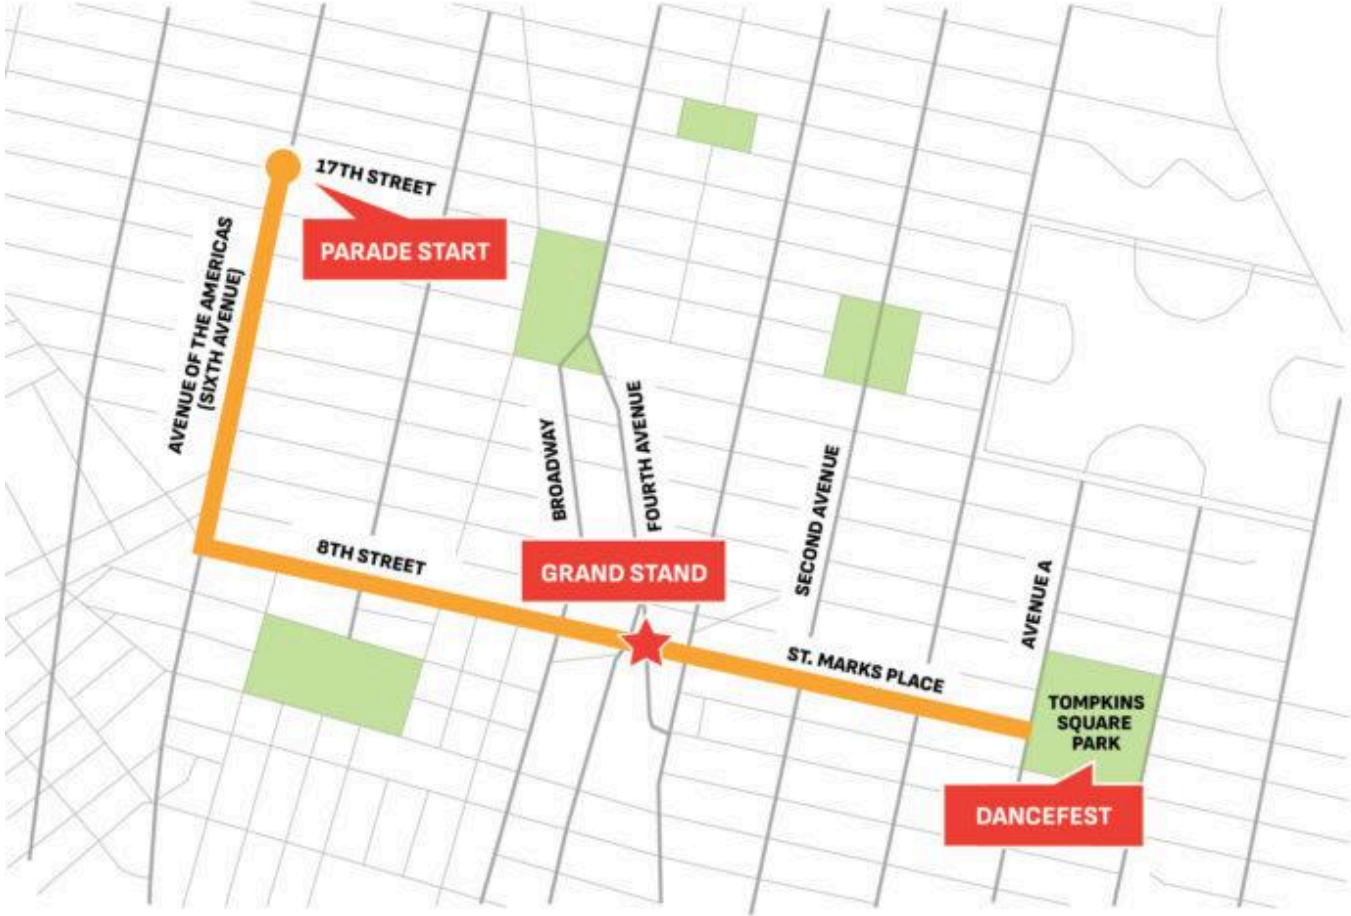 17TH STREET
PARADE START
AVENUE OF THE AMERICAS
(SIXTH AVENUE)
BROADWAY
FOURTH AVENUE
SECOND AVENUE
8TH STREET
GRAND STAND
AVENUE A
ST. MARKS PLACE
TOMPKINS
SQUARE
PARK
DANCEFEST